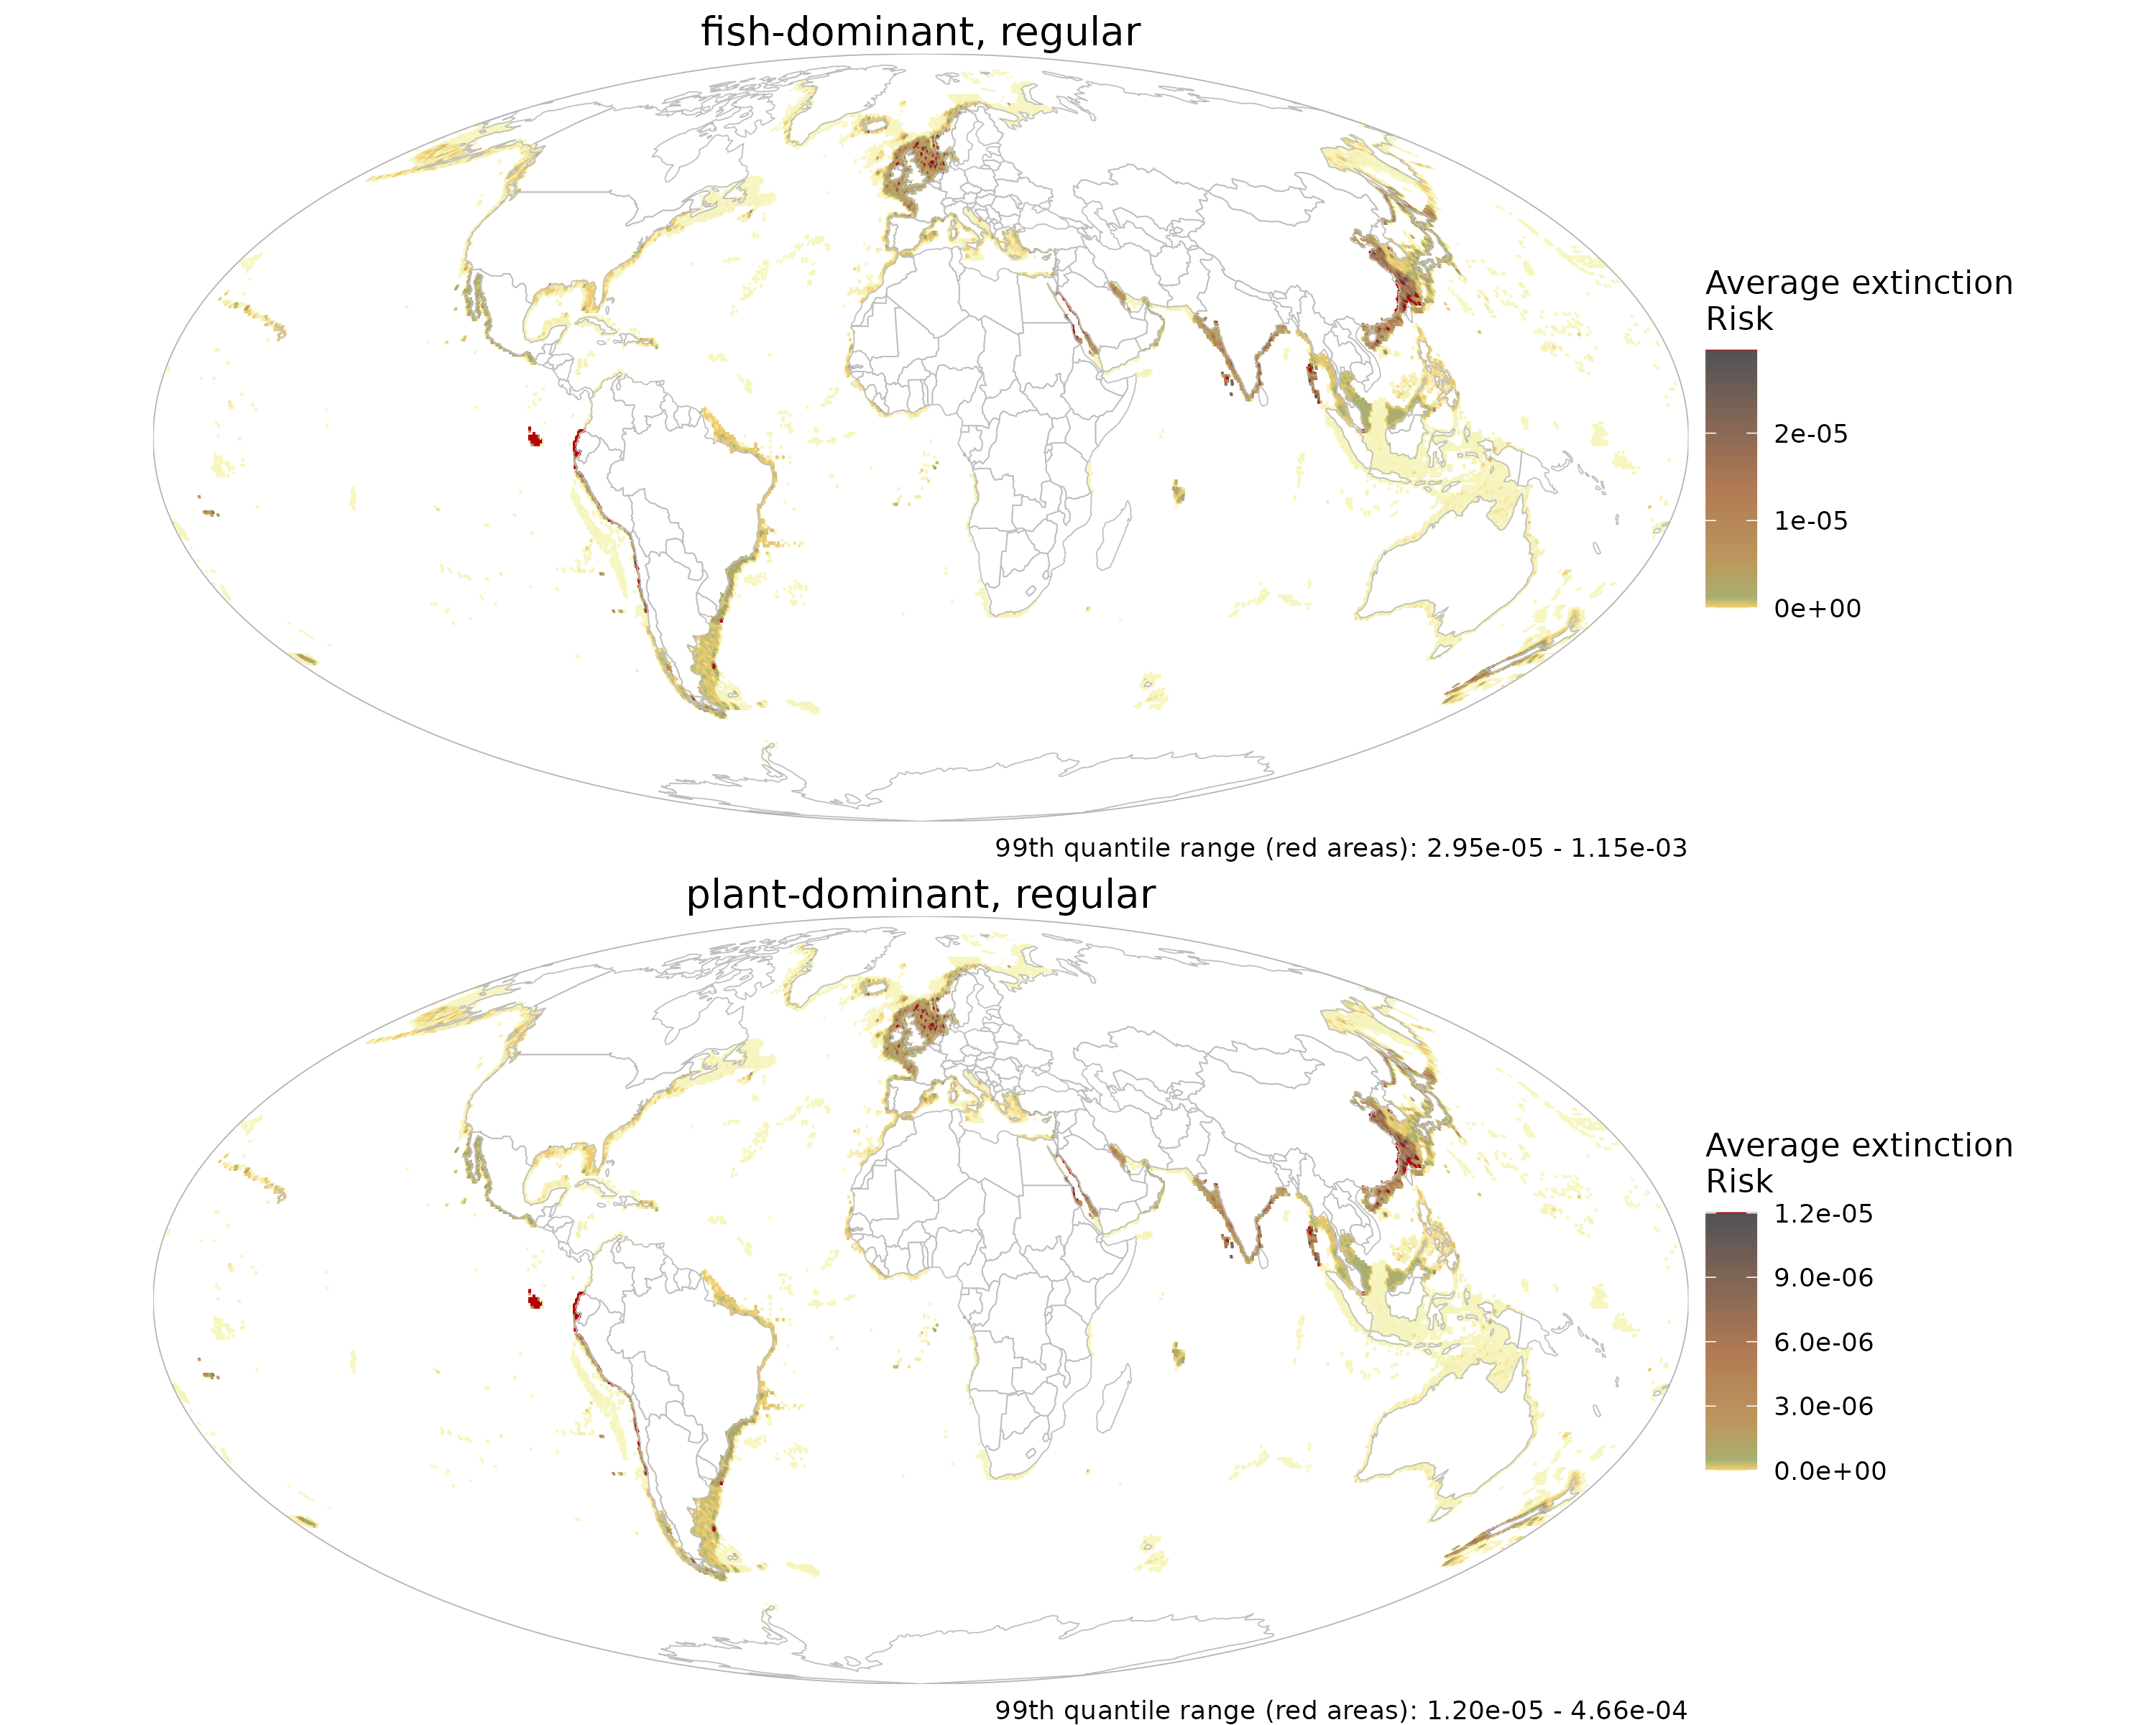 fish-dominant, regular
Average extinction
Risk
2e-05
1e-05
0e+00
99th quantile range (red areas): 2.95e-05 - 1.15e-03
plant-dominant, regular
Average extinction
Risk
1.2e-05
9.0e-06
6.0e-06
3.0e-06
0.0e+00
99th quantile range (red areas): 1.20e-05 - 4.66e-04